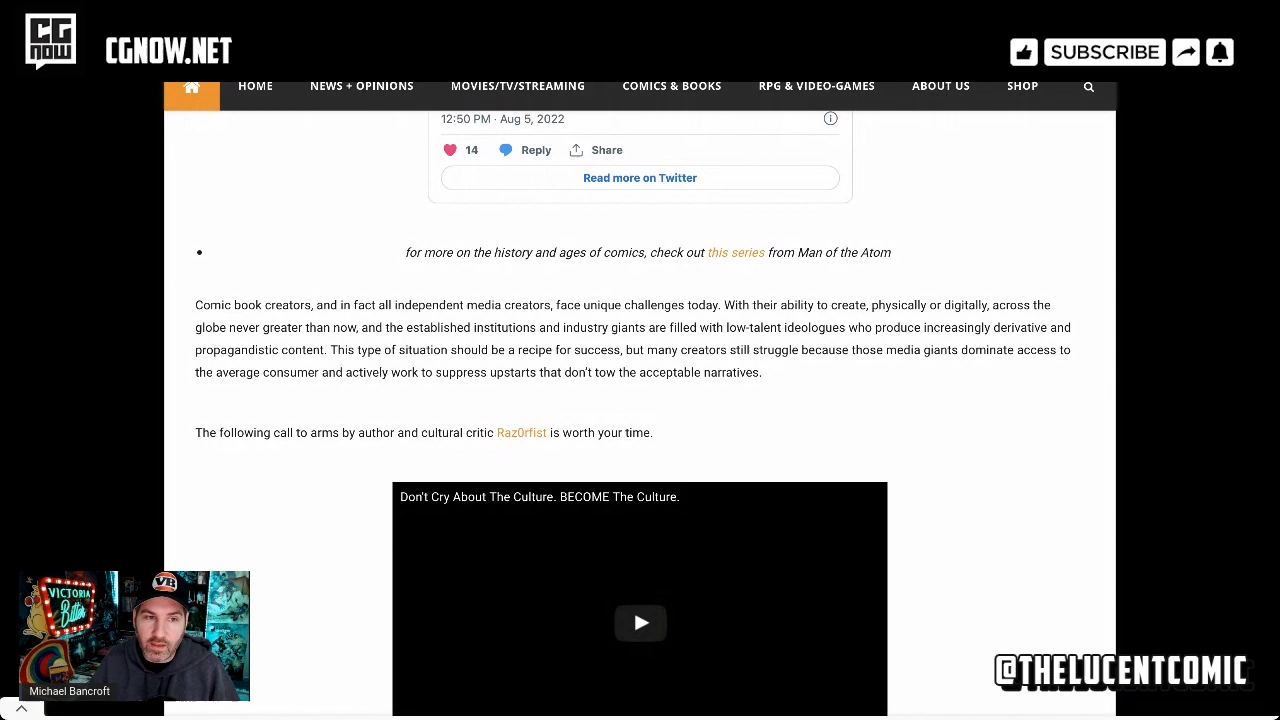 CG
NOW
CGNOW.NET
SUBSCRIBE
HOME
NEWS + OPINIONS
MOVIES/TV/STREAMING
COMICS & BOOKS
RPG & VIDEO-GAMES
ABOUT US
SHOP
12:50 PM · Aug 5, 2022
14
Reply
Share
Read more on Twitter
for more on the history and ages of comics, check out this series from Man of the Atom
Comic book creators, and in fact all independent media creators, face unique challenges today. With their ability to create, physically or digitally, across the
globe never greater than now, and the established institutions and industry giants are filled with low-talent ideologues who produce increasingly derivative and
propagandistic content. This type of situation should be a recipe for success, but many creators still struggle because those media giants dominate access to
the average consumer and actively work to suppress upstarts that don't tow the acceptable narratives.
The following call to arms by author and cultural critic Raz0rfist is worth your time.
Don't Cry About The Culture. BECOME The Culture.
VICTORIA
Bitter
VB
Michael Bancroft
@THELUCENTCOMIC